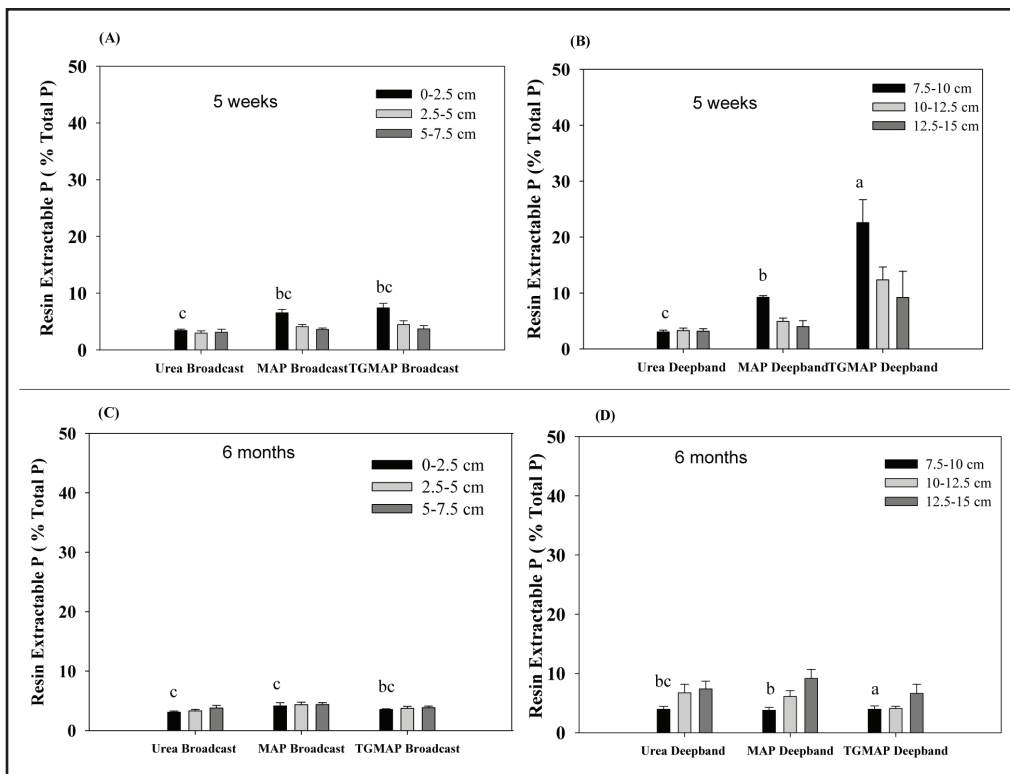 (A)
Resin Extractable P ( % Total P)
50
40
30
20
10
0
5 weeks
0-2.5 cm
2.5-5 cm
5-7.5 cm
c
bc
bc
Urea Broadcast MAP Broadcast TGMAP Broadcast
(B)
Resin Extractable P (% Total P)
50
40
30
20
10
0
5 weeks
7.5-10 cm
10-12.5 cm
12.5-15 cm
c
b
a
Urea Deepband MAP Deepband TGMAP Deepband
(C)
Resin Extractable P ( % Total P)
50
40
30
20
10
0
6 months
0-2.5 cm
2.5-5 cm
5-7.5 cm
c
c
bc
Urea Broadcast MAP Broadcast TGMAP Broadcast
(D)
Resin Extractable P ( % Total P)
50
40
30
20
10
0
6 months
7.5-10 cm
10-12.5 cm
12.5-15 cm
bc
b
a
Urea Deepband MAP Deepband TGMAP Deepband